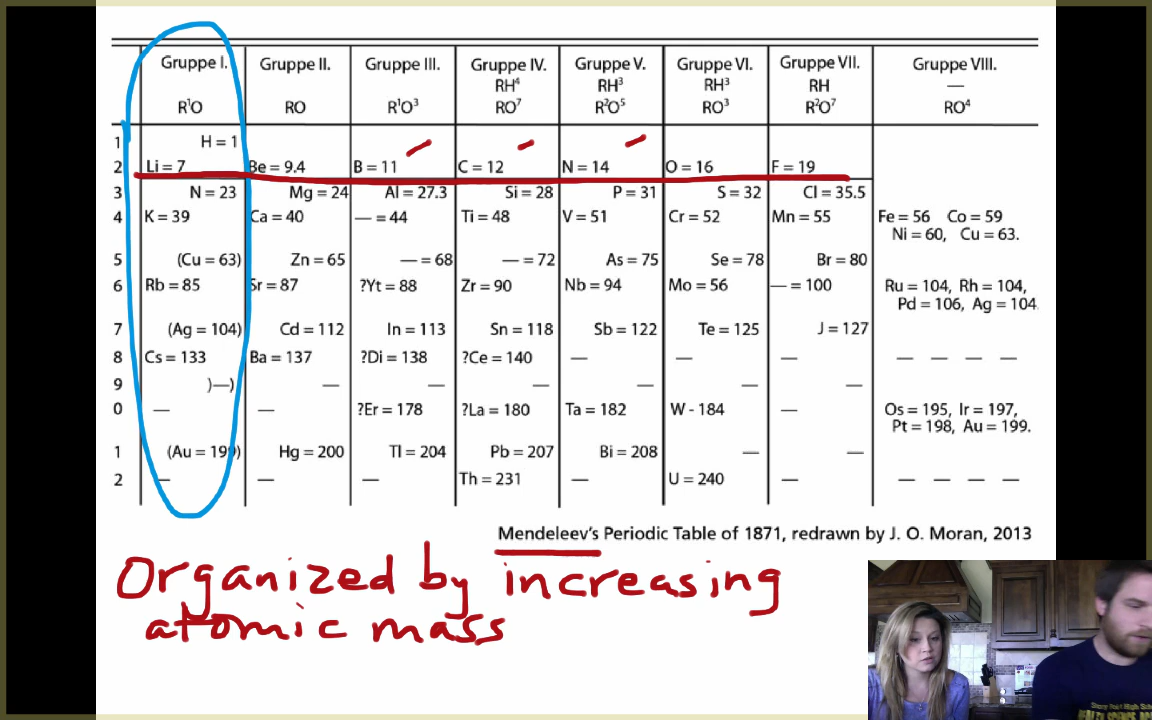 Gruppe I. Gruppe II. Gruppe III. Gruppe IV. Gruppe V. Gruppe VI. Gruppe VII. Gruppe VIII.
RH⁴ RH³ RH³ RH —
R¹O RO R¹O³ RO⁷ R²O⁵ RO³ R²O⁷ RO⁴
1 H = 1
2 Li = 7 Be = 9.4 B = 11 C = 12 N = 14 O = 16 F = 19
3 N = 23 Mg = 24 Al = 27.3 Si = 28 P = 31 S = 32 Cl = 35.5
4 K = 39 Ca = 40 — = 44 Ti = 48 V = 51 Cr = 52 Mn = 55 Fe = 56 Co = 59
Ni = 60, Cu = 63.
5 (Cu = 63) Zn = 65 — = 68 — = 72 As = 75 Se = 78 Br = 80
6 Rb = 85 Sr = 87 ?Yt = 88 Zr = 90 Nb = 94 Mo = 56 — = 100 Ru = 104, Rh = 104,
Pd = 106, Ag = 104.
7 (Ag = 104) Cd = 112 In = 113 Sn = 118 Sb = 122 Te = 125 J = 127
8 Cs = 133 Ba = 137 ?Di = 138 ?Ce = 140 — — — — — — —
9 )—) — — — — — —
0 — — ?Er = 178 ?La = 180 Ta = 182 W - 184 — Os = 195, Ir = 197,
Pt = 198, Au = 199.
1 (Au = 199) Hg = 200 Tl = 204 Pb = 207 Bi = 208 — —
2 — — — Th = 231 — U = 240 — — — — —
Mendeleev's Periodic Table of 1871, redrawn by J. O. Moran, 2013
Organized by increasing
atomic mass